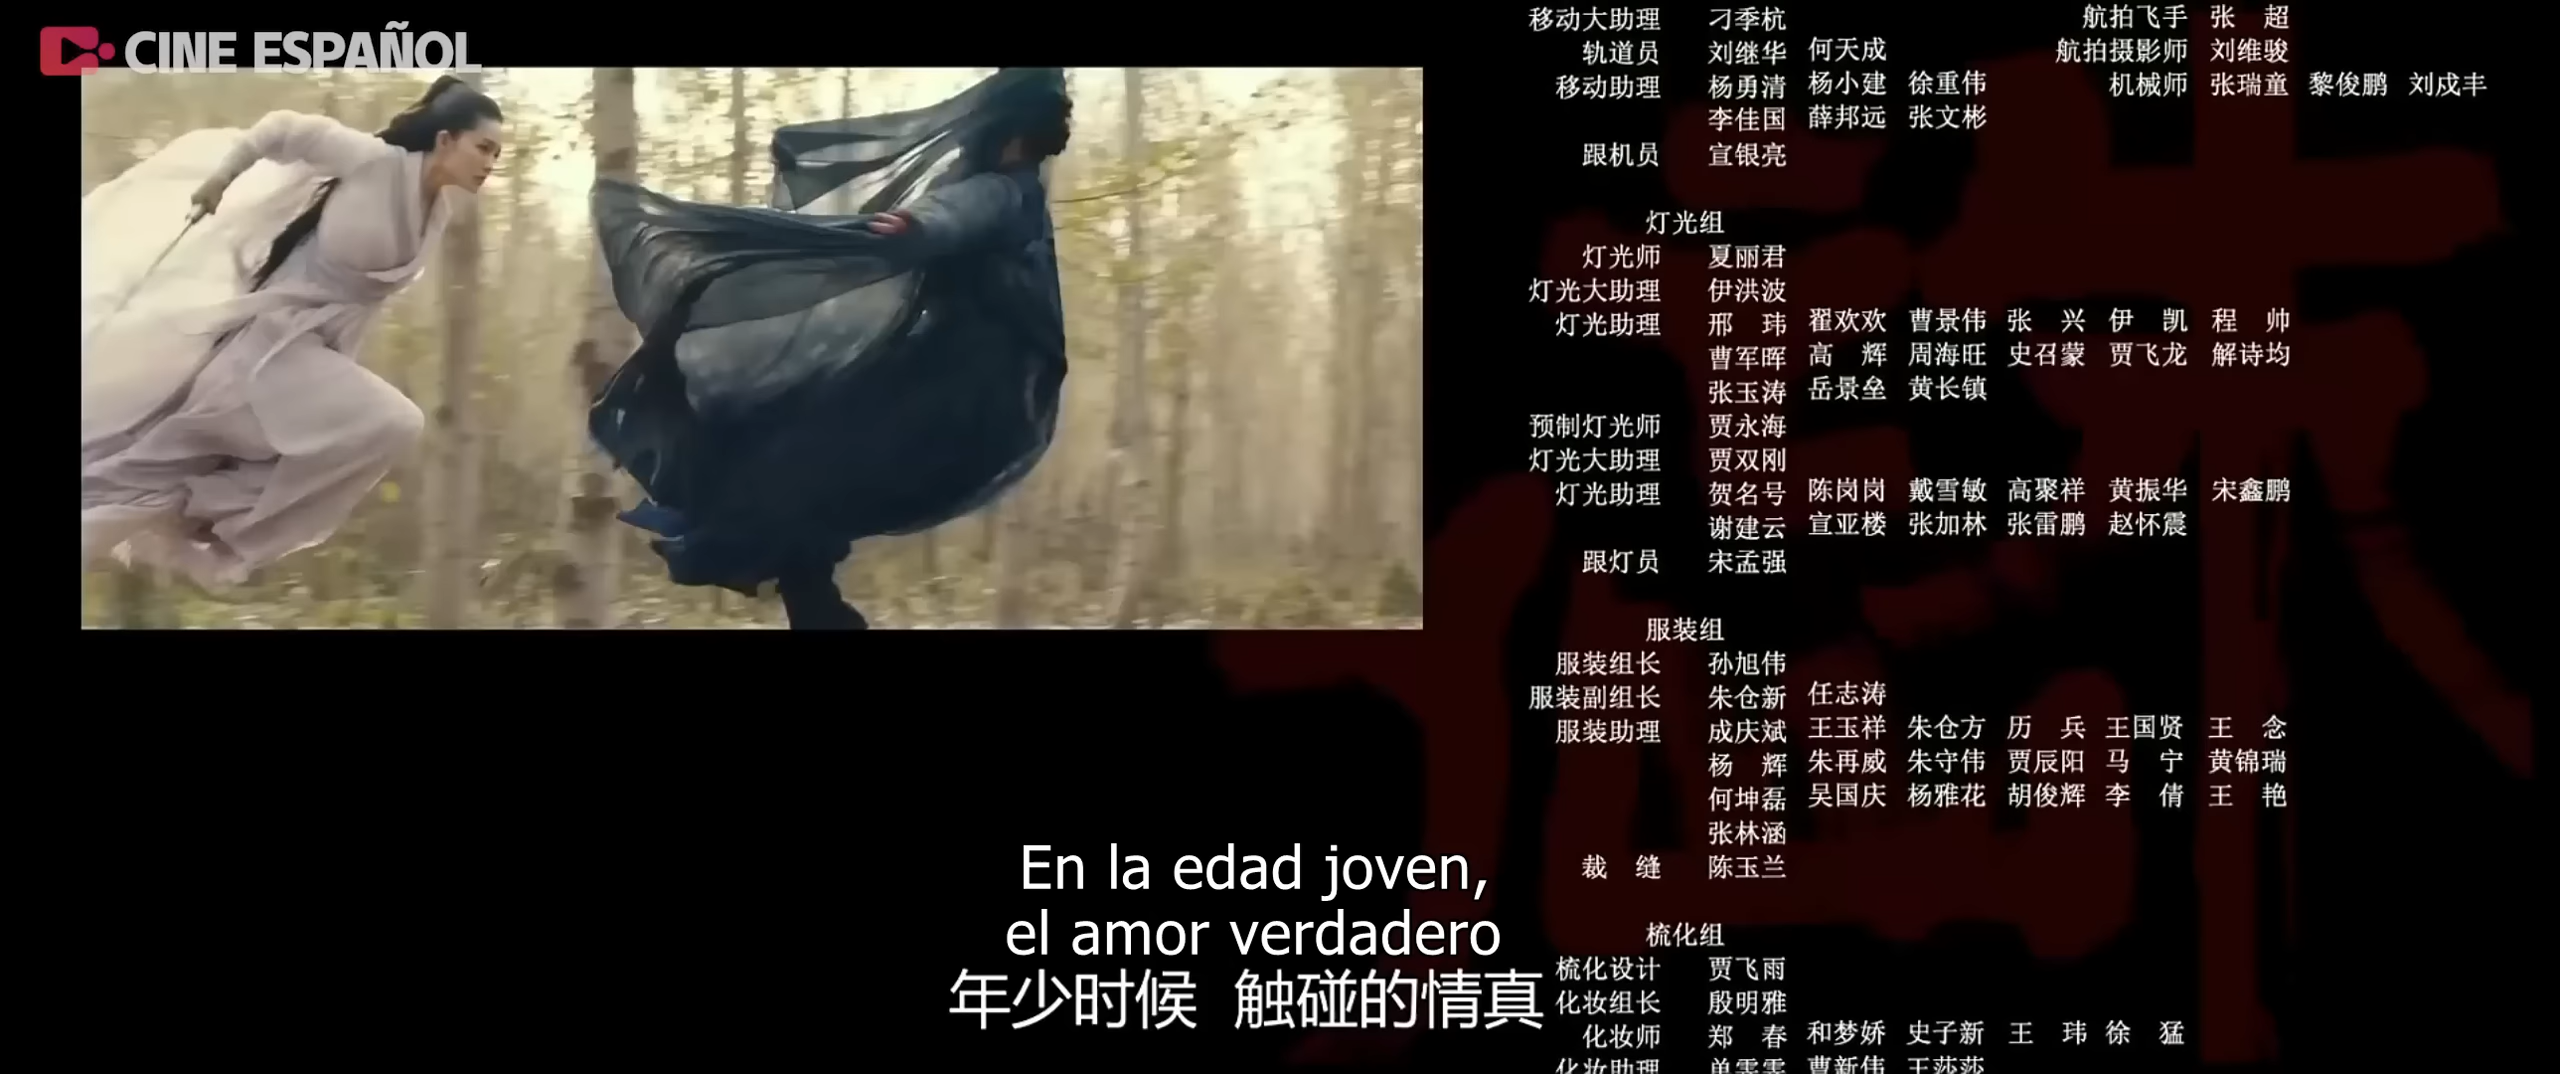 CINE ESPAÑOL
移动大助理 刁季杭
轨道员 刘继华 何天成
移动助理 杨勇清 杨小建 徐重伟
李佳国 薛邦远 张文彬
跟机员 宣银亮
航拍飞手 张 超
航拍摄影师 刘维骏
机械师 张瑞童 黎俊鹏 刘成丰
灯光组
灯光师 夏丽君
灯光大助理 伊洪波
灯光助理 邢 玮 翟欢欢 曹景伟 张 兴 伊 凯 程 帅
曹军晖 高 辉 周海旺 史召蒙 贾飞龙 解诗均
张玉涛 岳景垒 黄长镇
预制灯光师 贾永海
灯光大助理 贾双刚
灯光助理 贺名号 陈岗岗 戴雪敏 高聚祥 黄振华 宋鑫鹏
谢建云 宣亚楼 张加林 张雷鹏 赵怀震
跟灯员 宋孟强
服装组
服装组长 孙旭伟
服装副组长 朱仓新 任志涛
服装助理 成庆斌 王玉祥 朱仓方 历 兵 王国贤 王 念
杨 辉 朱再威 朱守伟 贾辰阳 马 宁 黄锦瑞
何坤磊 吴国庆 杨雅花 胡俊辉 李 倩 王 艳
张林涵
裁 缝 陈玉兰
梳化组
梳化设计 贾飞雨
化妆组长 殷明雅
化妆师 郑 春 和梦娇 史子新 王 玮 徐 猛
化妆助理 单雯雯 曹新伟 王莎莎
En la edad joven,
el amor verdadero
年少时候 触碰的情真